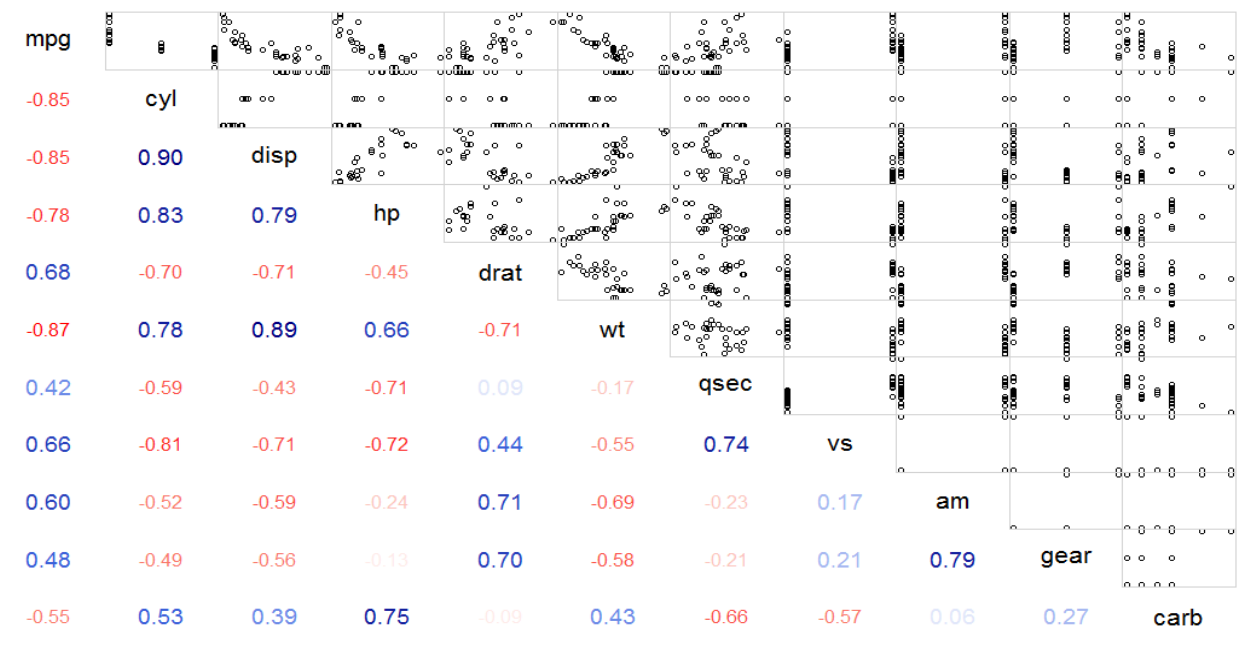 mpg
-0.85 cyl
-0.85 0.90 disp
-0.78 0.83 0.79 hp
0.68 -0.70 -0.71 -0.45 drat
-0.87 0.78 0.89 0.66 -0.71 wt
0.42 -0.59 -0.43 -0.71 0.09 -0.17 qsec
0.66 -0.81 -0.71 -0.72 0.44 -0.55 0.74 vs
0.60 -0.52 -0.59 -0.24 0.71 -0.69 -0.23 0.17 am
0.48 -0.49 -0.56 -0.13 0.70 -0.58 -0.21 0.21 0.79 gear
-0.55 0.53 0.39 0.75 -0.09 0.43 -0.66 -0.57 0.06 0.27 carb